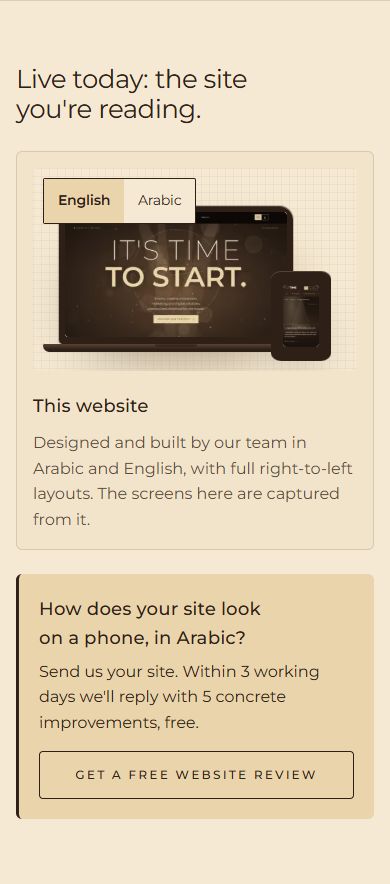 Live today: the site
you're reading.
English
Arabic
IT'S TIME
TO START.
This website
Designed and built by our team in
Arabic and English, with full right-to-left
layouts. The screens here are captured
from it.
How does your site look
on a phone, in Arabic?
Send us your site. Within 3 working
days we'll reply with 5 concrete
improvements, free.
GET A FREE WEBSITE REVIEW